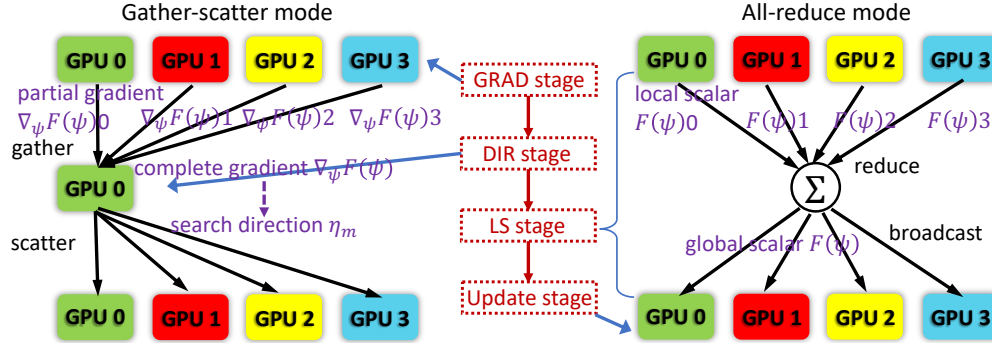 Gather-scatter mode
All-reduce mode
GPU 0 GPU 1 GPU 2 GPU 3
GRAD stage
GPU 0 GPU 1 GPU 2 GPU 3
partial gradient
∇ψF(ψ)0 ∇ψF(ψ)1 ∇ψF(ψ)2 ∇ψF(ψ)3
local scalar
F(ψ)0 F(ψ)1 F(ψ)2 F(ψ)3
gather
DIR stage
reduce
complete gradient ∇ψF(ψ)
GPU 0
Σ
search direction ηm
scatter
LS stage
broadcast
global scalar F(ψ)
Update stage
GPU 0 GPU 1 GPU 2 GPU 3
GPU 0 GPU 1 GPU 2 GPU 3